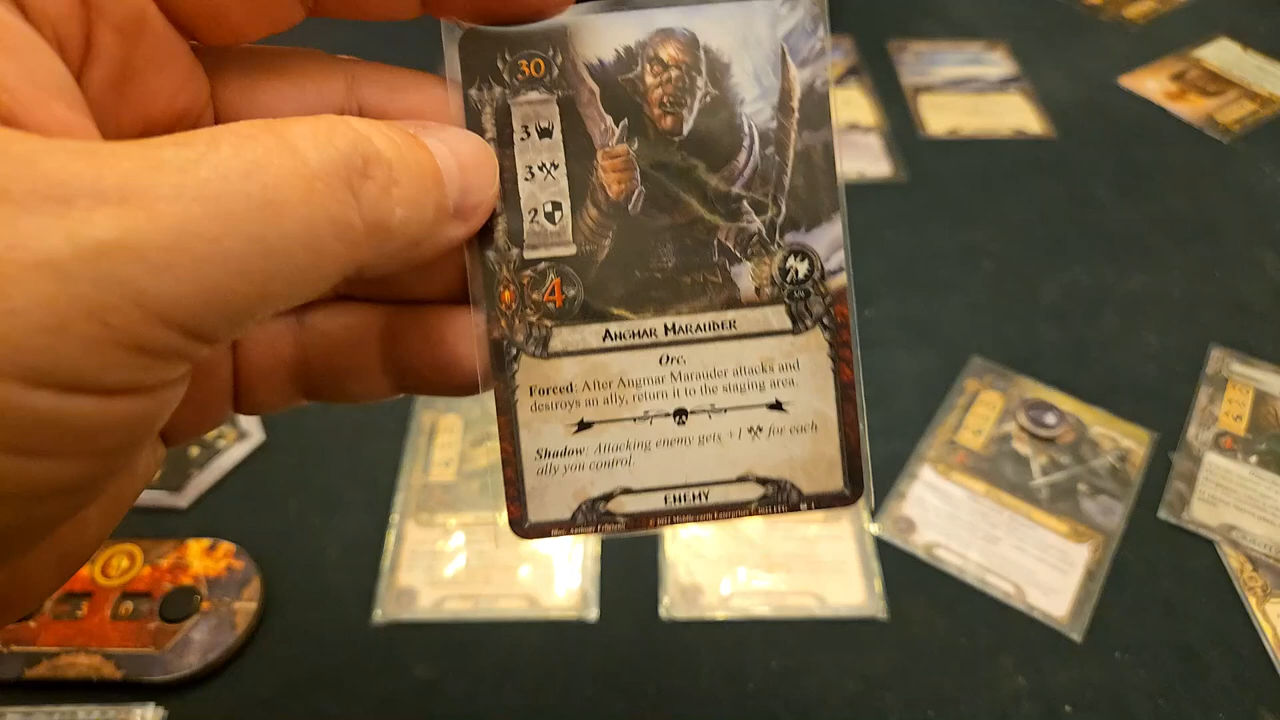 30
3
3
2
4
ANGMAR MARAUDER
Orc.
Forced: After Angmar Marauder attacks and
destroys an ally, return it to the staging area.
Shadow: Attacking enemy gets +1 for each
ally you control.
ENEMY